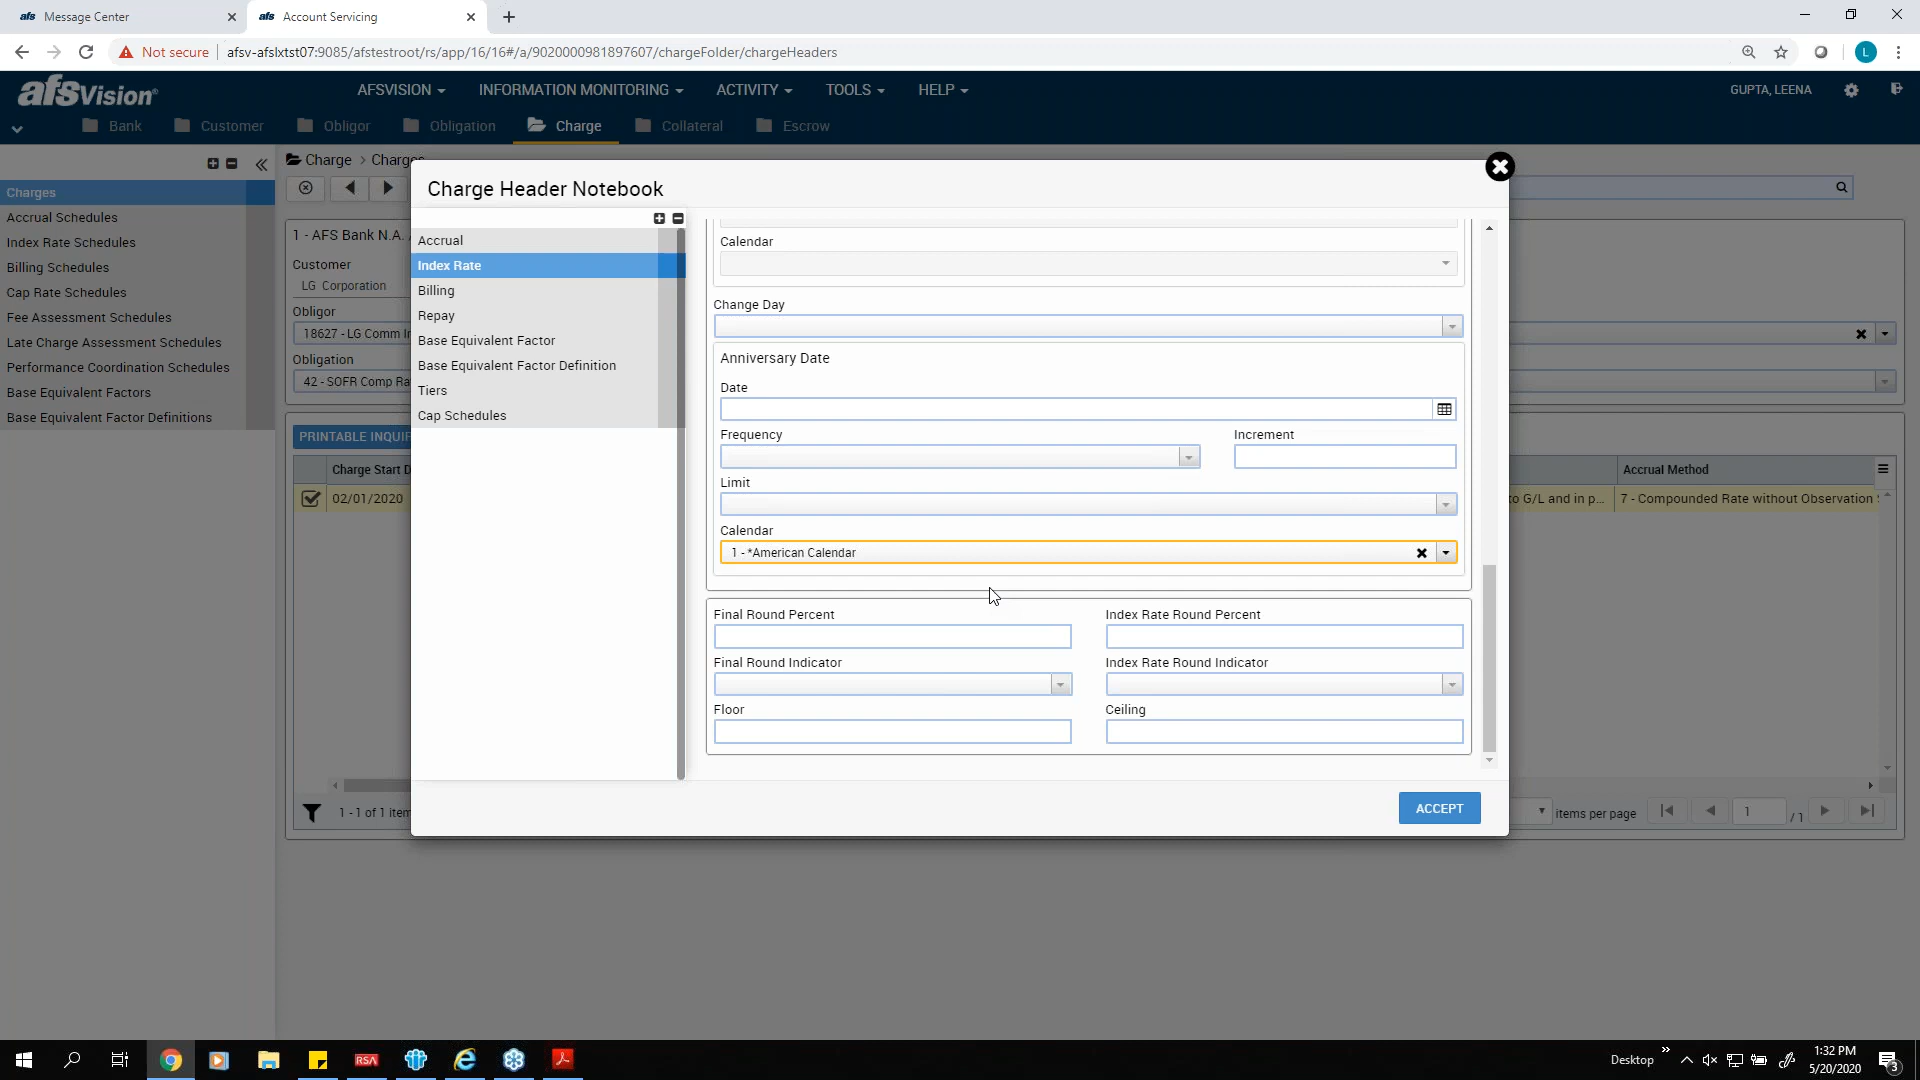 afs Message Center
afs Account Servicing
Not secure afsv-afslxtst07:9085/afstestroot/rs/app/16/16#/a/9020000981897607/chargeFolder/chargeHeaders
L
afsVision®
AFSVISION INFORMATION MONITORING ACTIVITY TOOLS HELP
GUPTA, LEENA
Bank Customer Obligor Obligation Charge Collateral Escrow
Charges
Accrual Schedules
Index Rate Schedules
Billing Schedules
Cap Rate Schedules
Fee Assessment Schedules
Late Charge Assessment Schedules
Performance Coordination Schedules
Base Equivalent Factors
Base Equivalent Factor Definitions
Charge > Charges
1 - AFS Bank N.A.
Customer
LG Corporation
Obligor
18627 - LG Comm
Obligation
42 - SOFR Comp Ra
PRINTABLE INQUIR
Charge Start D
02/01/2020
1 - 1 of 1 item
Charge Header Notebook
Accrual
Index Rate
Billing
Repay
Base Equivalent Factor
Base Equivalent Factor Definition
Tiers
Cap Schedules
Calendar
Change Day
Anniversary Date
Date
Frequency Increment
Limit
Calendar
1 - *American Calendar
Final Round Percent Index Rate Round Percent
Final Round Indicator Index Rate Round Indicator
Floor Ceiling
ACCEPT
Accrual Method
to G/L and in p... 7 - Compounded Rate without Observation
items per page 1 / 1
RSA
Desktop
1:32 PM
5/20/2020
3